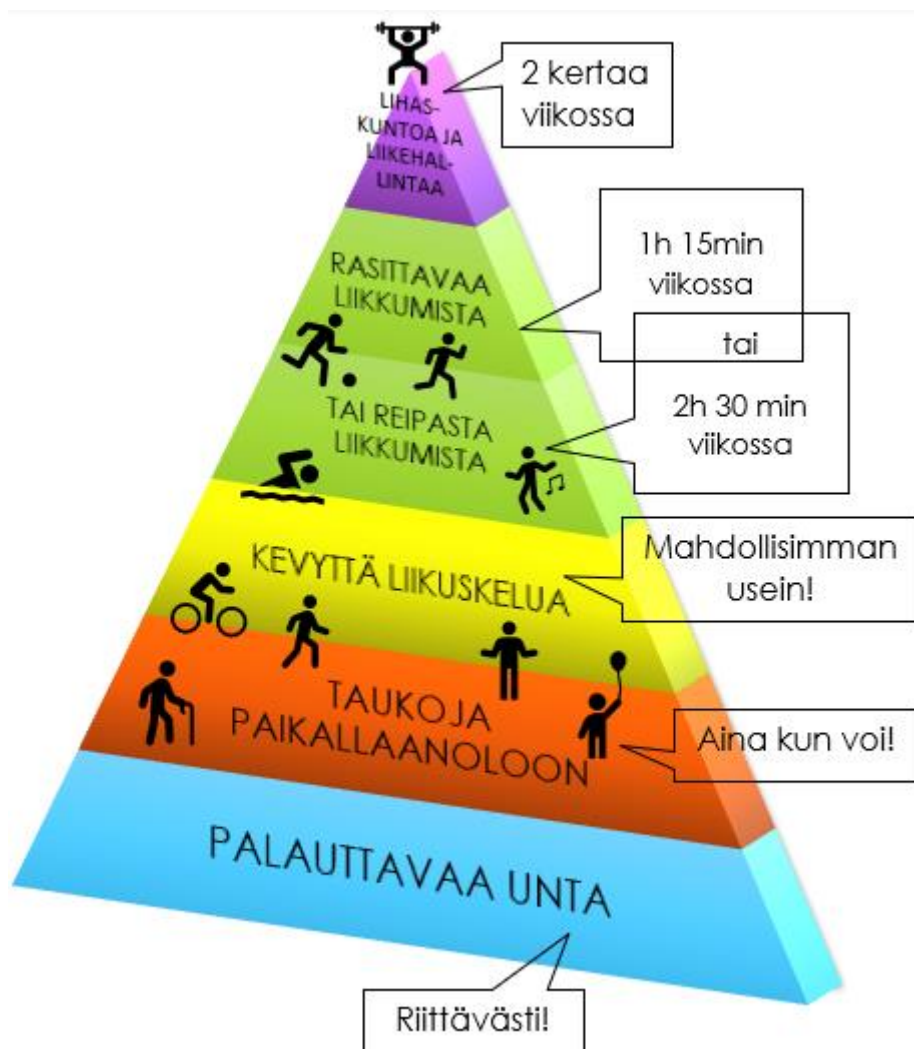 2 kertaa
viikossa
LIHAS-
KUNTOA JA
LIIKEHAL-
LINTAA
1h 15min
viikossa
RASITTAVAA
LIIKKUMISTA
tai
2h 30 min
viikossa
TAI REIPASTA
LIIKKUMISTA
Mahdollisimman
usein!
KEVYTTÄ LIIKUSKELUA
TAUKOJA
PAIKALLAANOLOON
Aina kun voi!
PALAUTTAVAA UNTA
Riittävästi!